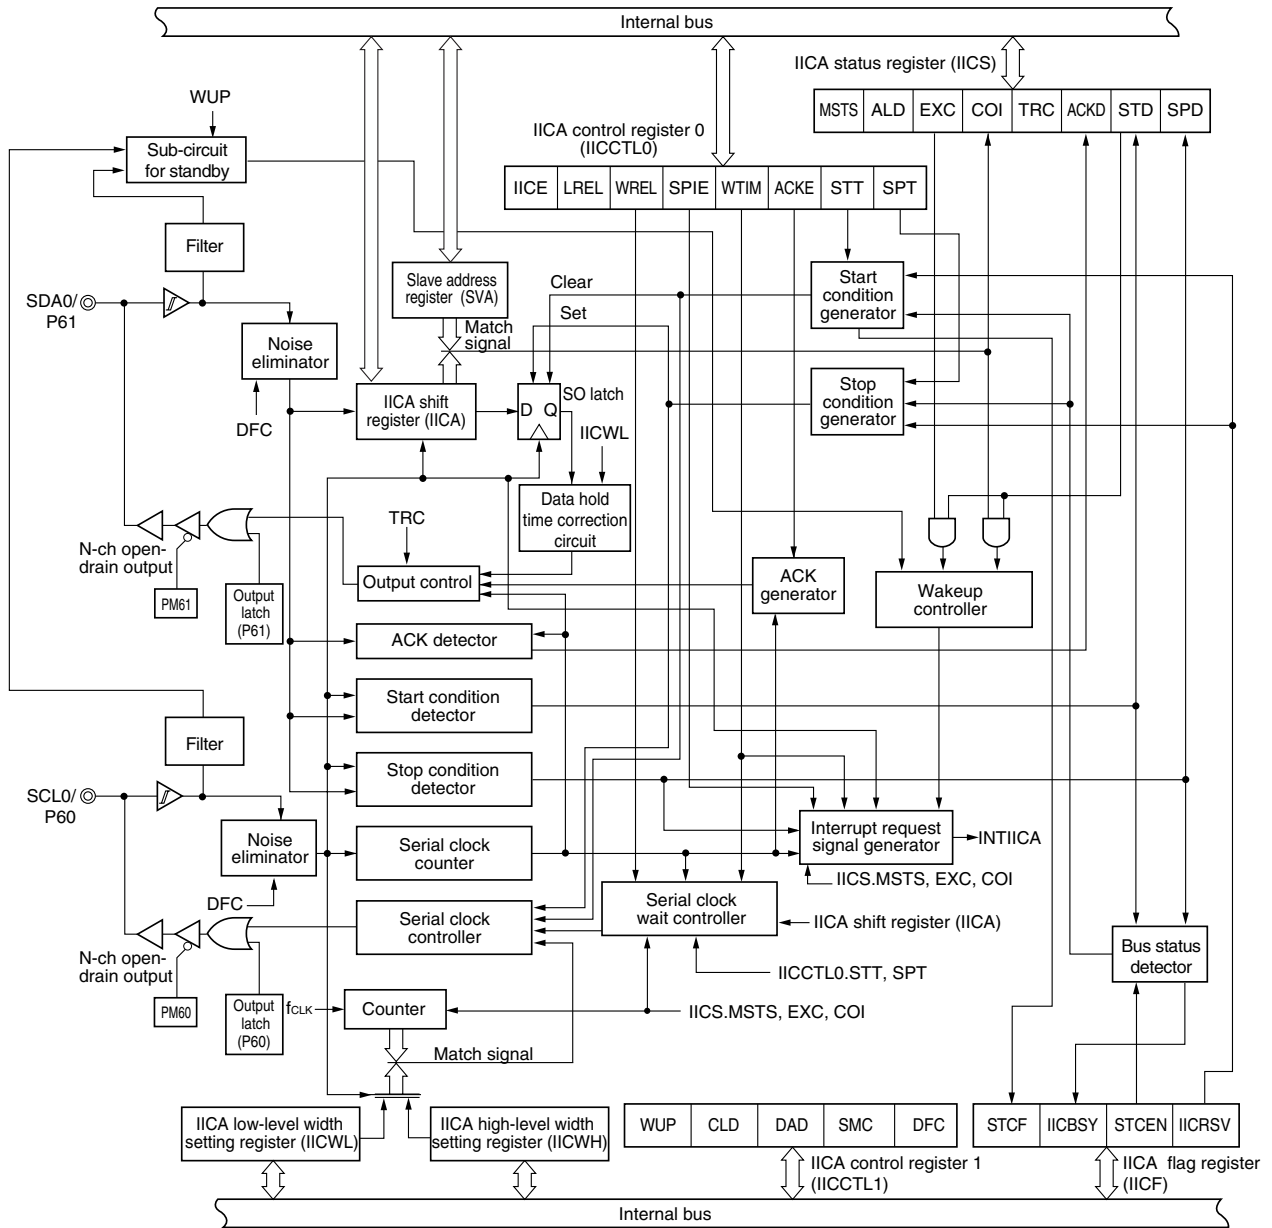 Internal bus
IICA status register (IICS)
MSTS ALD EXC COI TRC ACKD STD SPD
WUP
Sub-circuit
for standby
IICA control register 0
(IICCTL0)
IICE LREL WREL SPIE WTIM ACKE STT SPT
Filter
Slave address
register (SVA)
Clear
Start
condition
generator
SDA0/
P61
Set
Noise
eliminator
Match
signal
Stop
condition
generator
IICA shift
register (IICA)
SO latch
D Q
DFC
IICWL
Data hold
time correction
circuit
TRC
N-ch open-
drain output
PM61
Output
latch
(P61)
Output control
ACK
generator
Wakeup
controller
ACK detector
Start condition
detector
Filter
Stop condition
detector
SCL0/
P60
Noise
eliminator
Serial clock
counter
Interrupt request
signal generator
INTIICA
IICS.MSTS, EXC, COI
DFC
Serial clock
controller
Serial clock
wait controller
IICA shift register (IICA)
N-ch open-
drain output
PM60
Output
latch
(P60)
IICCTL0.STT, SPT
Bus status
detector
fCLK
Counter
IICS.MSTS, EXC, COI
Match signal
IICA low-level width
setting register (IICWL)
IICA high-level width
setting register (IICWH)
WUP CLD DAD SMC DFC
STCF IICBSY STCEN IICRSV
IICA control register 1
(IICCTL1)
IICA flag register
(IICF)
Internal bus